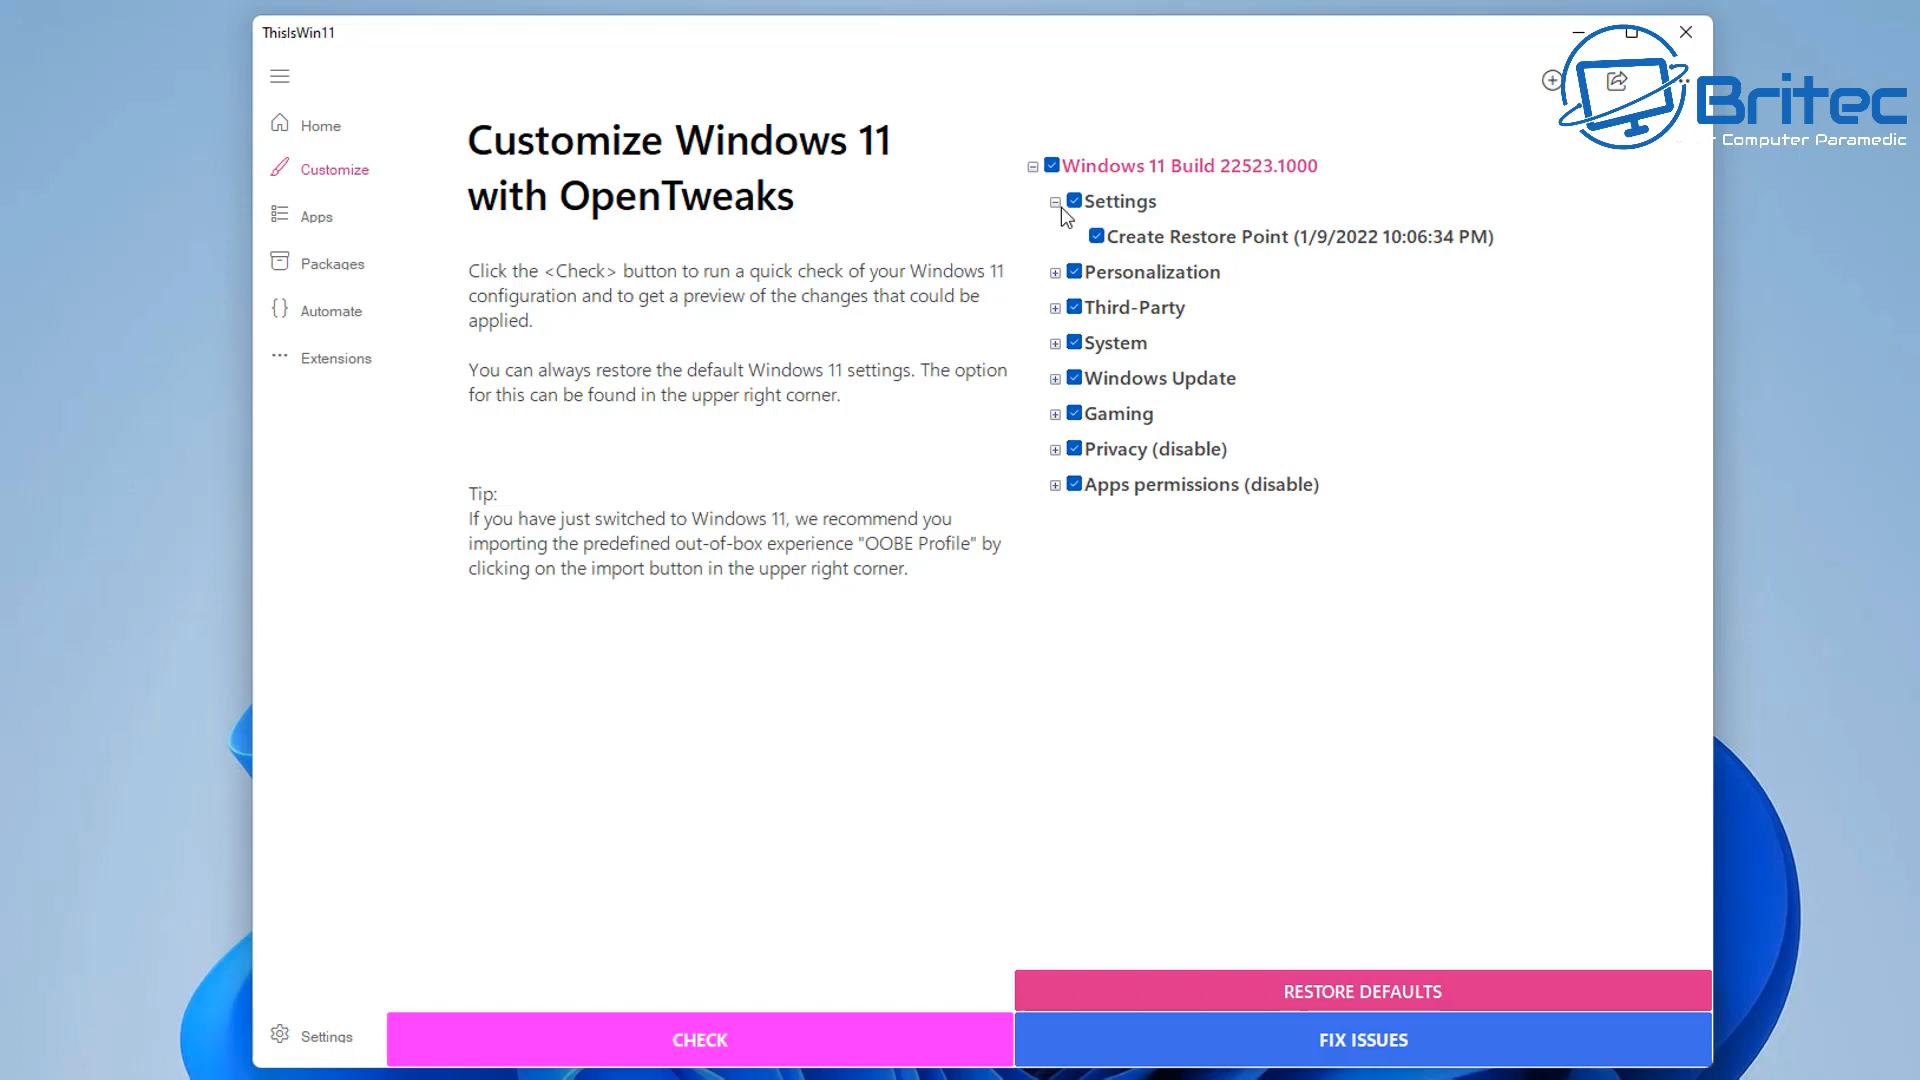 ThisIsWin11
Britec
Computer Paramedic
Home
Customize
Apps
Packages
Automate
Extensions
Settings
Customize Windows 11
with OpenTweaks
Click the <Check> button to run a quick check of your Windows 11
configuration and to get a preview of the changes that could be
applied.
You can always restore the default Windows 11 settings. The option
for this can be found in the upper right corner.
Tip:
If you have just switched to Windows 11, we recommend you
importing the predefined out-of-box experience "OOBE Profile" by
clicking on the import button in the upper right corner.
Windows 11 Build 22523.1000
Settings
Create Restore Point (1/9/2022 10:06:34 PM)
Personalization
Third-Party
System
Windows Update
Gaming
Privacy (disable)
Apps permissions (disable)
RESTORE DEFAULTS
CHECK
FIX ISSUES